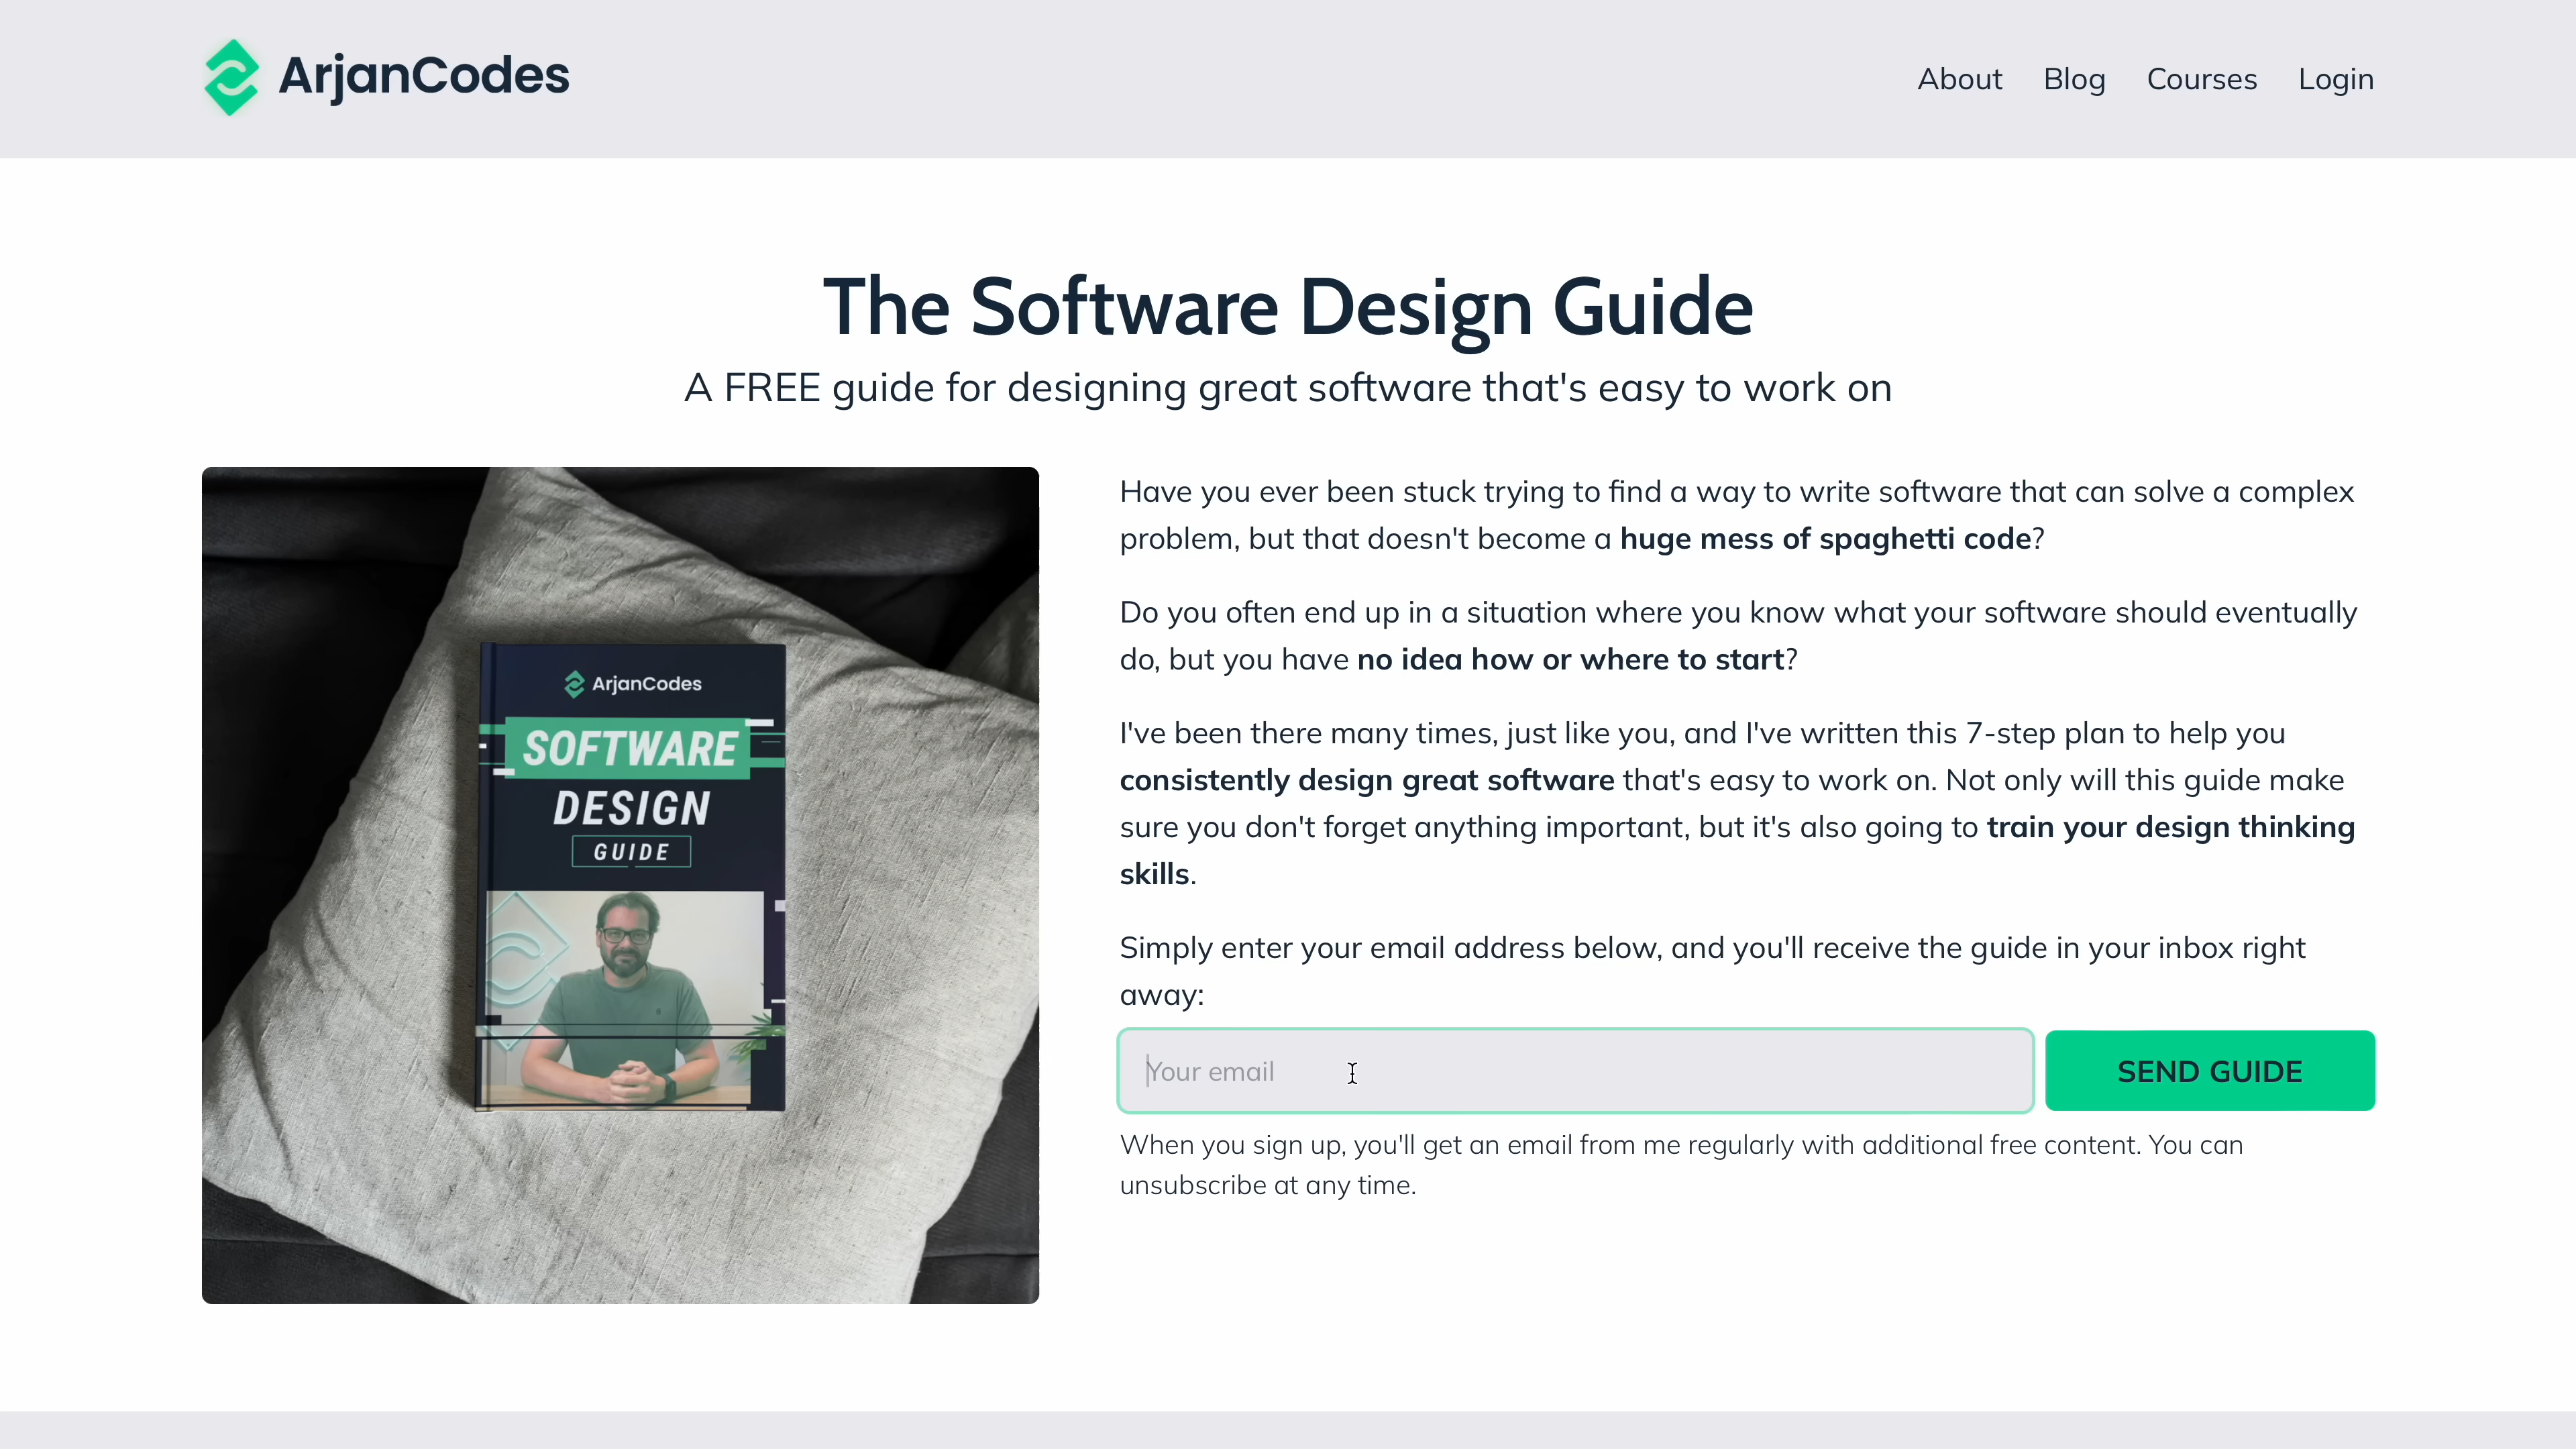 ArjanCodes
About Blog Courses Login
The Software Design Guide
A FREE guide for designing great software that's easy to work on
ArjanCodes
SOFTWARE
DESIGN
GUIDE
Have you ever been stuck trying to find a way to write software that can solve a complex
problem, but that doesn't become a huge mess of spaghetti code?
Do you often end up in a situation where you know what your software should eventually
do, but you have no idea how or where to start?
I've been there many times, just like you, and I've written this 7-step plan to help you
consistently design great software that's easy to work on. Not only will this guide make
sure you don't forget anything important, but it's also going to train your design thinking
skills.
Simply enter your email address below, and you'll receive the guide in your inbox right
away:
Your email
SEND GUIDE
When you sign up, you'll get an email from me regularly with additional free content. You can
unsubscribe at any time.